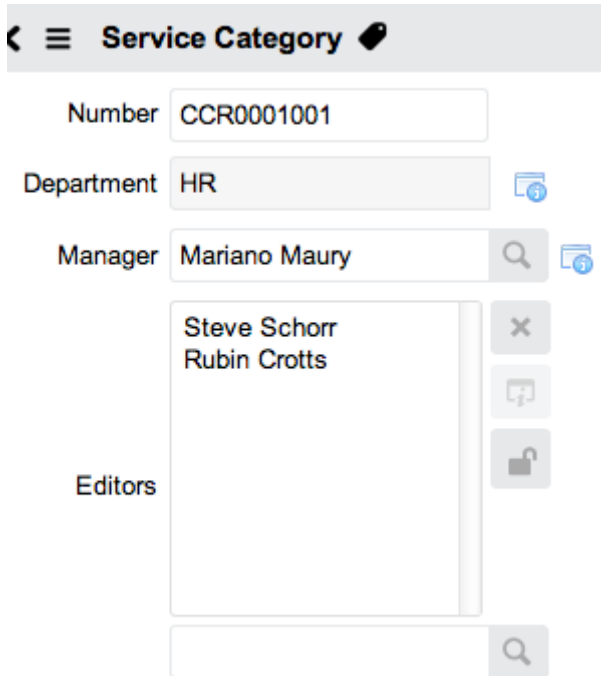 Service Category
Number CCR0001001
Department HR
Manager Mariano Maury
Steve Schorr
Rubin Crotts
Editors